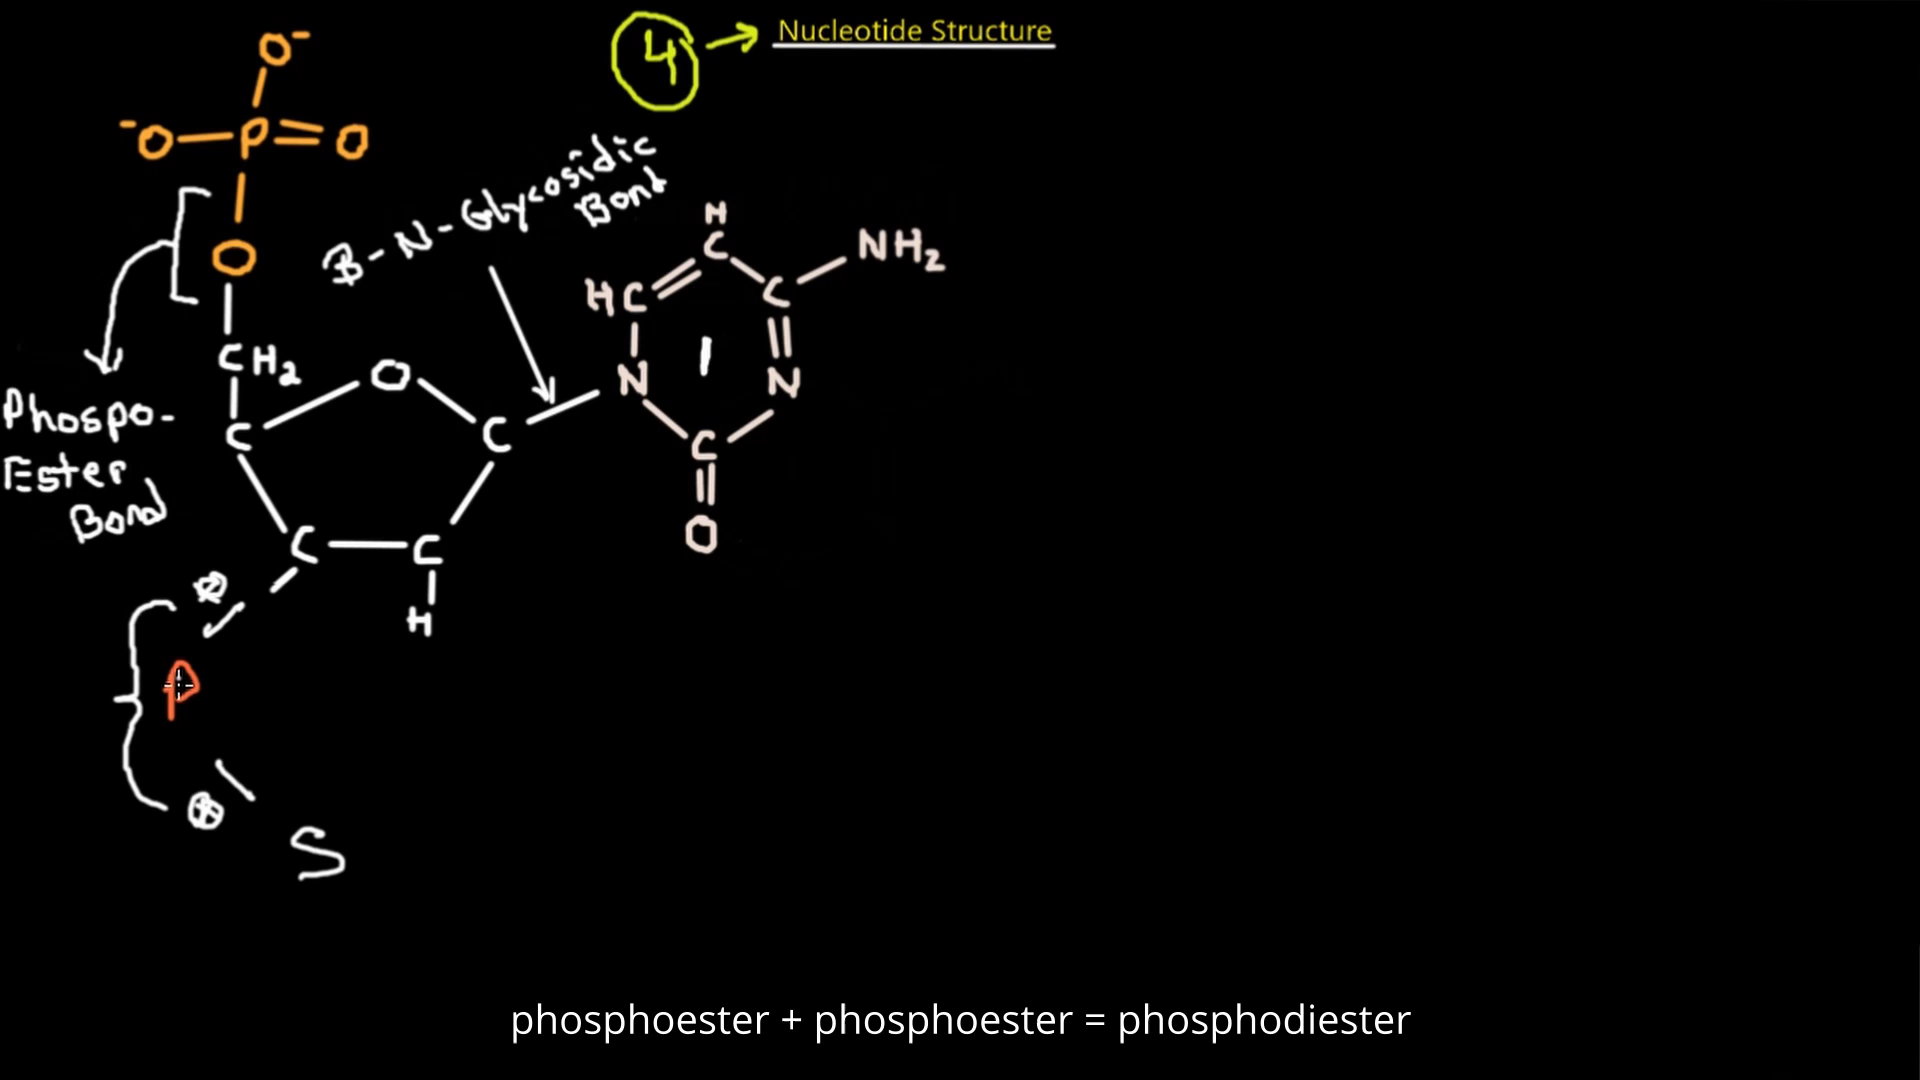 4 → Nucleotide Structure
O⁻
⁻O P O
O
B-N-Glycosidic
Bond
H
C
NH2
HC
C
CH2
O
N
N
Phospo-
Ester
Bond
C
C
C
C
C
O
H
P
S
phosphoester + phosphoester = phosphodiester